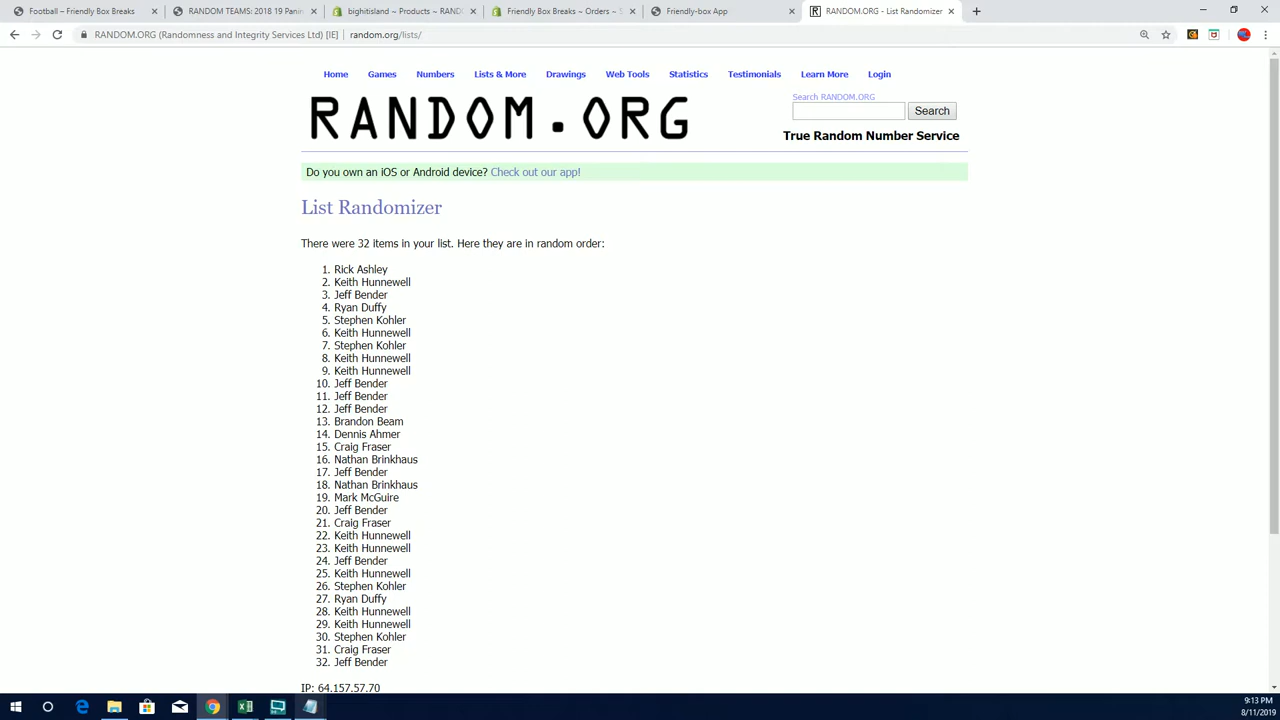 Football – Friendly Box Breaks
RANDOM TEAMS: 2018 19 Panin
bighitisland ~ Products ~ RAND
Friendly Box Breaks ~ Orders ~ S
Friendly-box App
RANDOM.ORG - List Randomizer
RANDOM.ORG (Randomness and Integrity Services Ltd) [IE] | random.org/lists/
Home Games Numbers Lists & More Drawings Web Tools Statistics Testimonials Learn More Login
RANDOM.ORG
Search RANDOM.ORG
Search
True Random Number Service
Do you own an iOS or Android device? Check out our app!
List Randomizer
There were 32 items in your list. Here they are in random order:
1. Rick Ashley
2. Keith Hunnewell
3. Jeff Bender
4. Ryan Duffy
5. Stephen Kohler
6. Keith Hunnewell
7. Stephen Kohler
8. Keith Hunnewell
9. Keith Hunnewell
10. Jeff Bender
11. Jeff Bender
12. Jeff Bender
13. Brandon Beam
14. Dennis Ahmer
15. Craig Fraser
16. Nathan Brinkhaus
17. Jeff Bender
18. Nathan Brinkhaus
19. Mark McGuire
20. Jeff Bender
21. Craig Fraser
22. Keith Hunnewell
23. Keith Hunnewell
24. Jeff Bender
25. Keith Hunnewell
26. Stephen Kohler
27. Ryan Duffy
28. Keith Hunnewell
29. Keith Hunnewell
30. Stephen Kohler
31. Craig Fraser
32. Jeff Bender
IP: 64.157.57.70
9:13 PM
8/11/2019